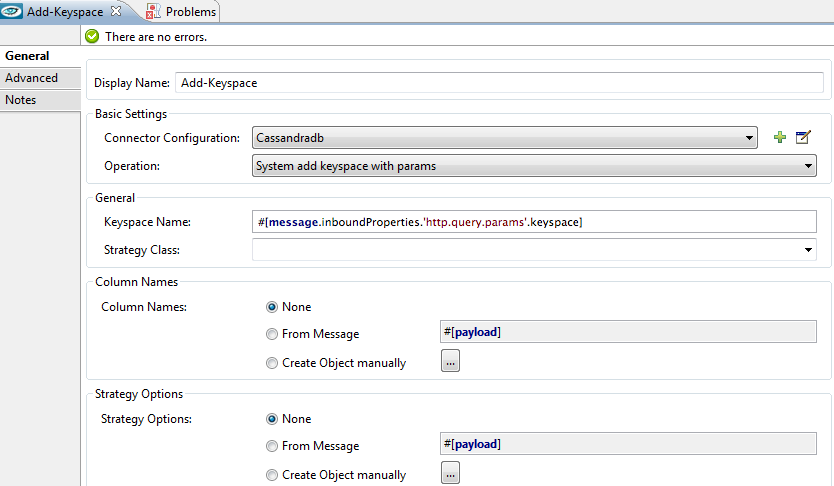 Add-Keyspace Problems
There are no errors.
General
Advanced
Notes
Display Name: Add-Keyspace
Basic Settings
Connector Configuration: Cassandradb
Operation: System add keyspace with params
General
Keyspace Name: #[message.inboundProperties.'http.query.params'.keyspace]
Strategy Class:
Column Names
Column Names: None
From Message #[payload]
Create Object manually ...
Strategy Options
Strategy Options: None
From Message #[payload]
Create Object manually ...